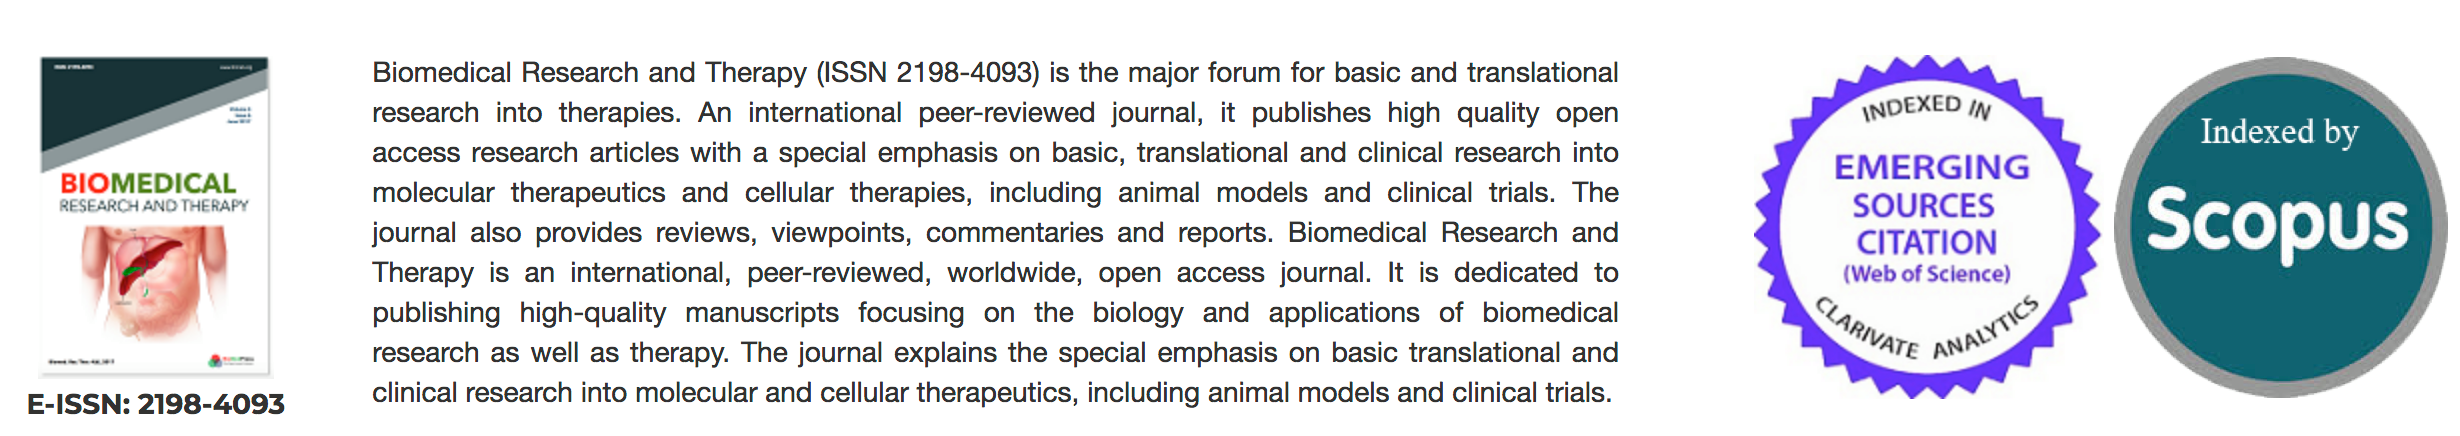 BIOMEDICAL
RESEARCH AND THERAPY
E-ISSN: 2198-4093
Biomedical Research and Therapy (ISSN 2198-4093) is the major forum for basic and translational
research into therapies. An international peer-reviewed journal, it publishes high quality open
access research articles with a special emphasis on basic, translational and clinical research into
molecular therapeutics and cellular therapies, including animal models and clinical trials. The
journal also provides reviews, viewpoints, commentaries and reports. Biomedical Research and
Therapy is an international, peer-reviewed, worldwide, open access journal. It is dedicated to
publishing high-quality manuscripts focusing on the biology and applications of biomedical
research as well as therapy. The journal explains the special emphasis on basic translational and
clinical research into molecular and cellular therapeutics, including animal models and clinical trials.
INDEXED IN
EMERGING
SOURCES
CITATION
(Web of Science)
CLARIVATE ANALYTICS
Indexed by
Scopus